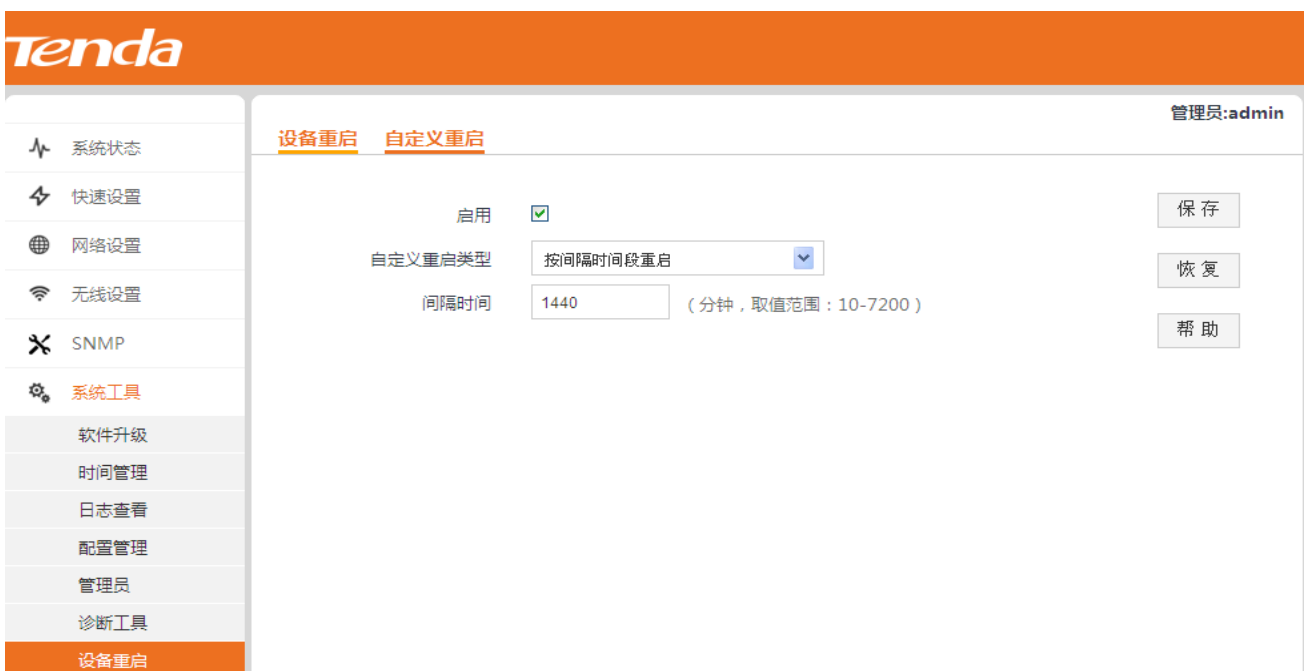 Tenda
管理员:admin
系统状态
快速设置
网络设置
无线设置
SNMP
系统工具
软件升级
时间管理
日志查看
配置管理
管理员
诊断工具
设备重启
设备重启 自定义重启
启用
自定义重启类型 按间隔时间段重启
间隔时间 1440 (分钟，取值范围：10-7200)
保存
恢复
帮助